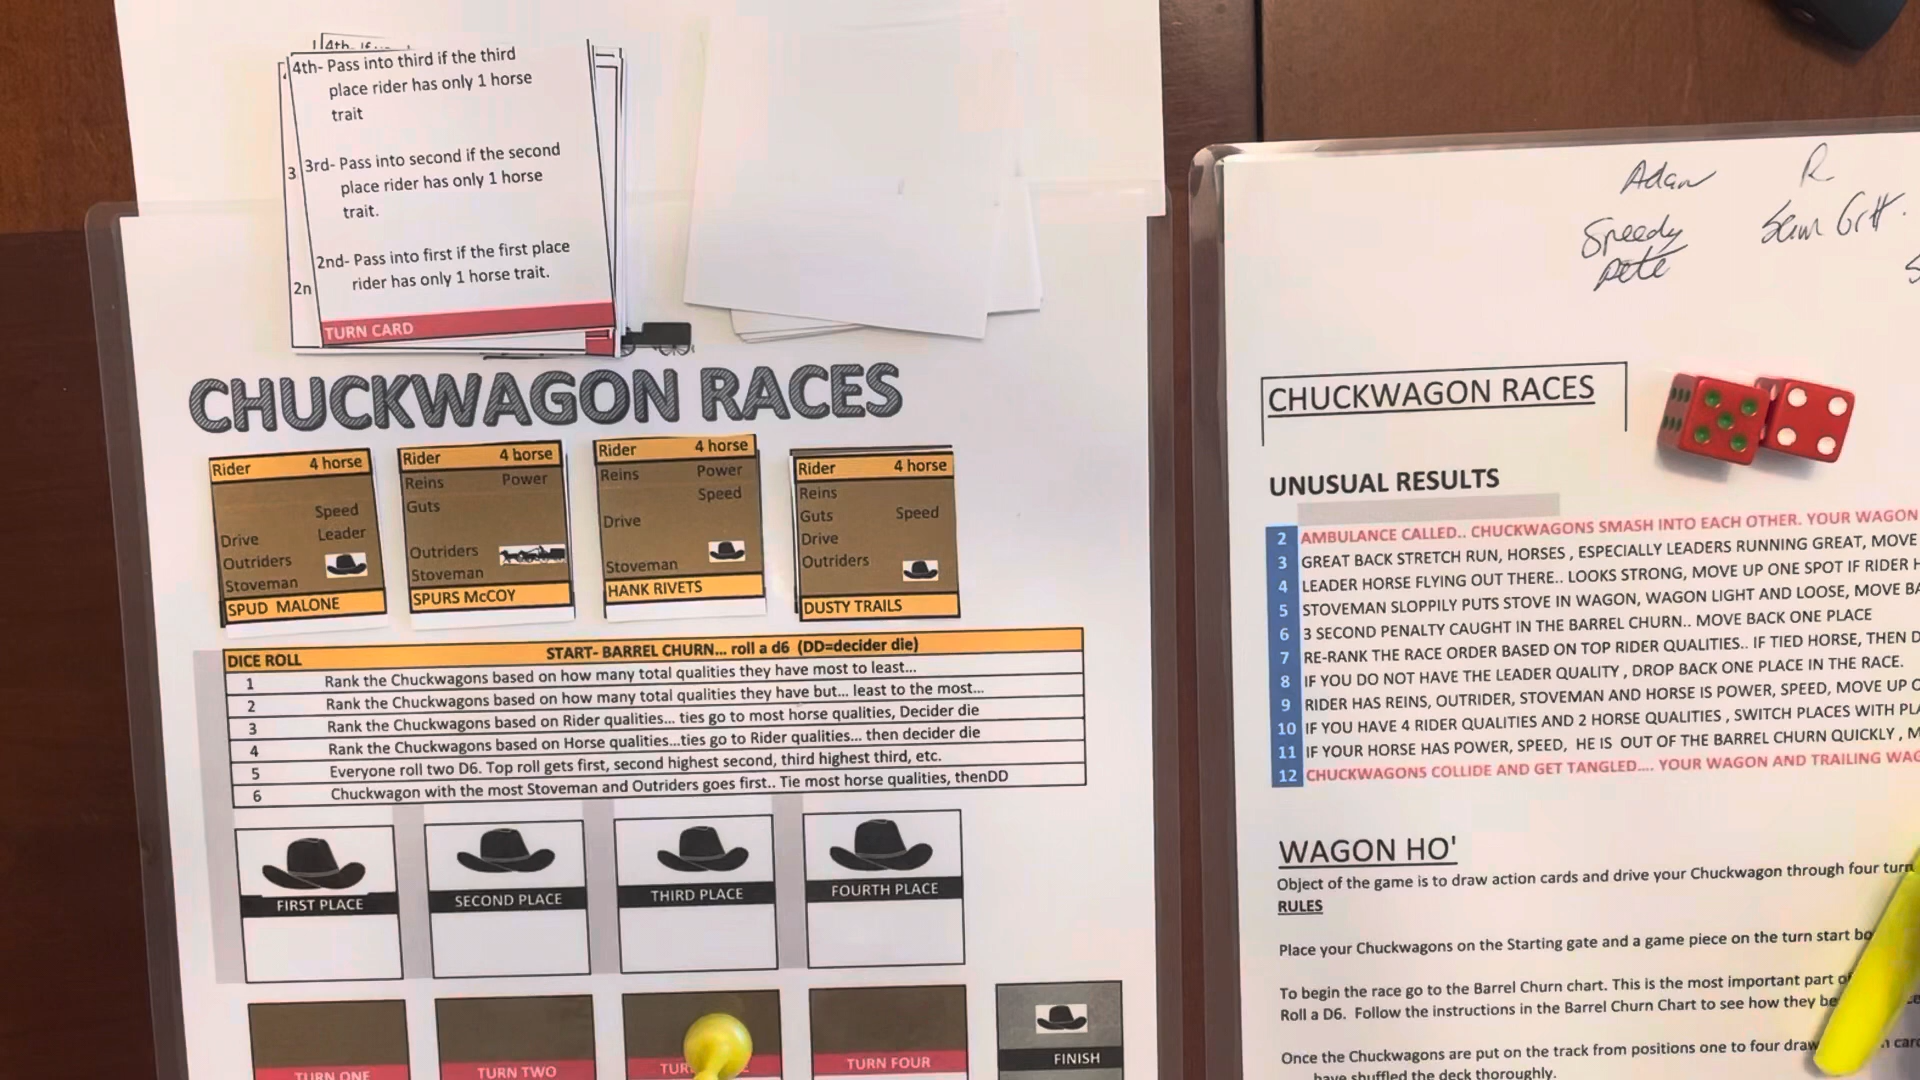 4th- Pass into third if the third
place rider has only 1 horse
trait
3 3rd- Pass into second if the second
place rider has only 1 horse
trait.
2nd- Pass into first if the first place
2n rider has only 1 horse trait.
TURN CARD
CHUCKWAGON RACES
Rider 4 horse
Speed
Drive Leader
Outriders
Stoveman
SPUD MALONE
Rider 4 horse
Reins Power
Guts
Outriders
Stoveman
SPURS McCOY
Rider 4 horse
Reins Power
Speed
Drive
Stoveman
HANK RIVETS
Rider 4 horse
Reins
Guts Speed
Drive
Outriders
DUSTY TRAILS
DICE ROLL START- BARREL CHURN... roll a d6 (DD=decider die)
1 Rank the Chuckwagons based on how many total qualities they have most to least...
2 Rank the Chuckwagons based on how many total qualities they have but... least to the most...
3 Rank the Chuckwagons based on Rider qualities... ties go to most horse qualities, Decider die
4 Rank the Chuckwagons based on Horse qualities...ties go to Rider qualities... then decider die
5 Everyone roll two D6. Top roll gets first, second highest second, third highest third, etc.
6 Chuckwagon with the most Stoveman and Outriders goes first.. Tie most horse qualities, thenDD
FIRST PLACE
SECOND PLACE
THIRD PLACE
FOURTH PLACE
TURN ONE
TURN TWO
TURN FOUR
FINISH
Adam R
Speedy Sam Grit.
Pete
CHUCKWAGON RACES
UNUSUAL RESULTS
2 AMBULANCE CALLED.. CHUCKWAGONS SMASH INTO EACH OTHER. YOUR WAGON
3 GREAT BACK STRETCH RUN, HORSES , ESPECIALLY LEADERS RUNNING GREAT, MOVE
4 LEADER HORSE FLYING OUT THERE.. LOOKS STRONG, MOVE UP ONE SPOT IF RIDER
5 STOVEMAN SLOPPILY PUTS STOVE IN WAGON, WAGON LIGHT AND LOOSE, MOVE
6 3 SECOND PENALTY CAUGHT IN THE BARREL CHURN.. MOVE BACK ONE PLACE
7 RE-RANK THE RACE ORDER BASED ON TOP RIDER QUALITIES.. IF TIED HORSE, THEN
8 IF YOU DO NOT HAVE THE LEADER QUALITY , DROP BACK ONE PLACE IN THE RACE.
9 RIDER HAS REINS, OUTRIDER, STOVEMAN AND HORSE IS POWER, SPEED, MOVE UP
10 IF YOU HAVE 4 RIDER QUALITIES AND 2 HORSE QUALITIES , SWITCH PLACES WITH
11 IF YOUR HORSE HAS POWER, SPEED, HE IS OUT OF THE BARREL CHURN QUICKLY ,
12 CHUCKWAGONS COLLIDE AND GET TANGLED.... YOUR WAGON AND TRAILING
WAGON HO'
Object of the game is to draw action cards and drive your Chuckwagon through four turn
RULES
Place your Chuckwagons on the Starting gate and a game piece on the turn start
To begin the race go to the Barrel Churn chart. This is the most important part of
Roll a D6. Follow the instructions in the Barrel Churn Chart to see how they
Once the Chuckwagons are put on the track from positions one to four draw
have shuffled the deck thoroughly.